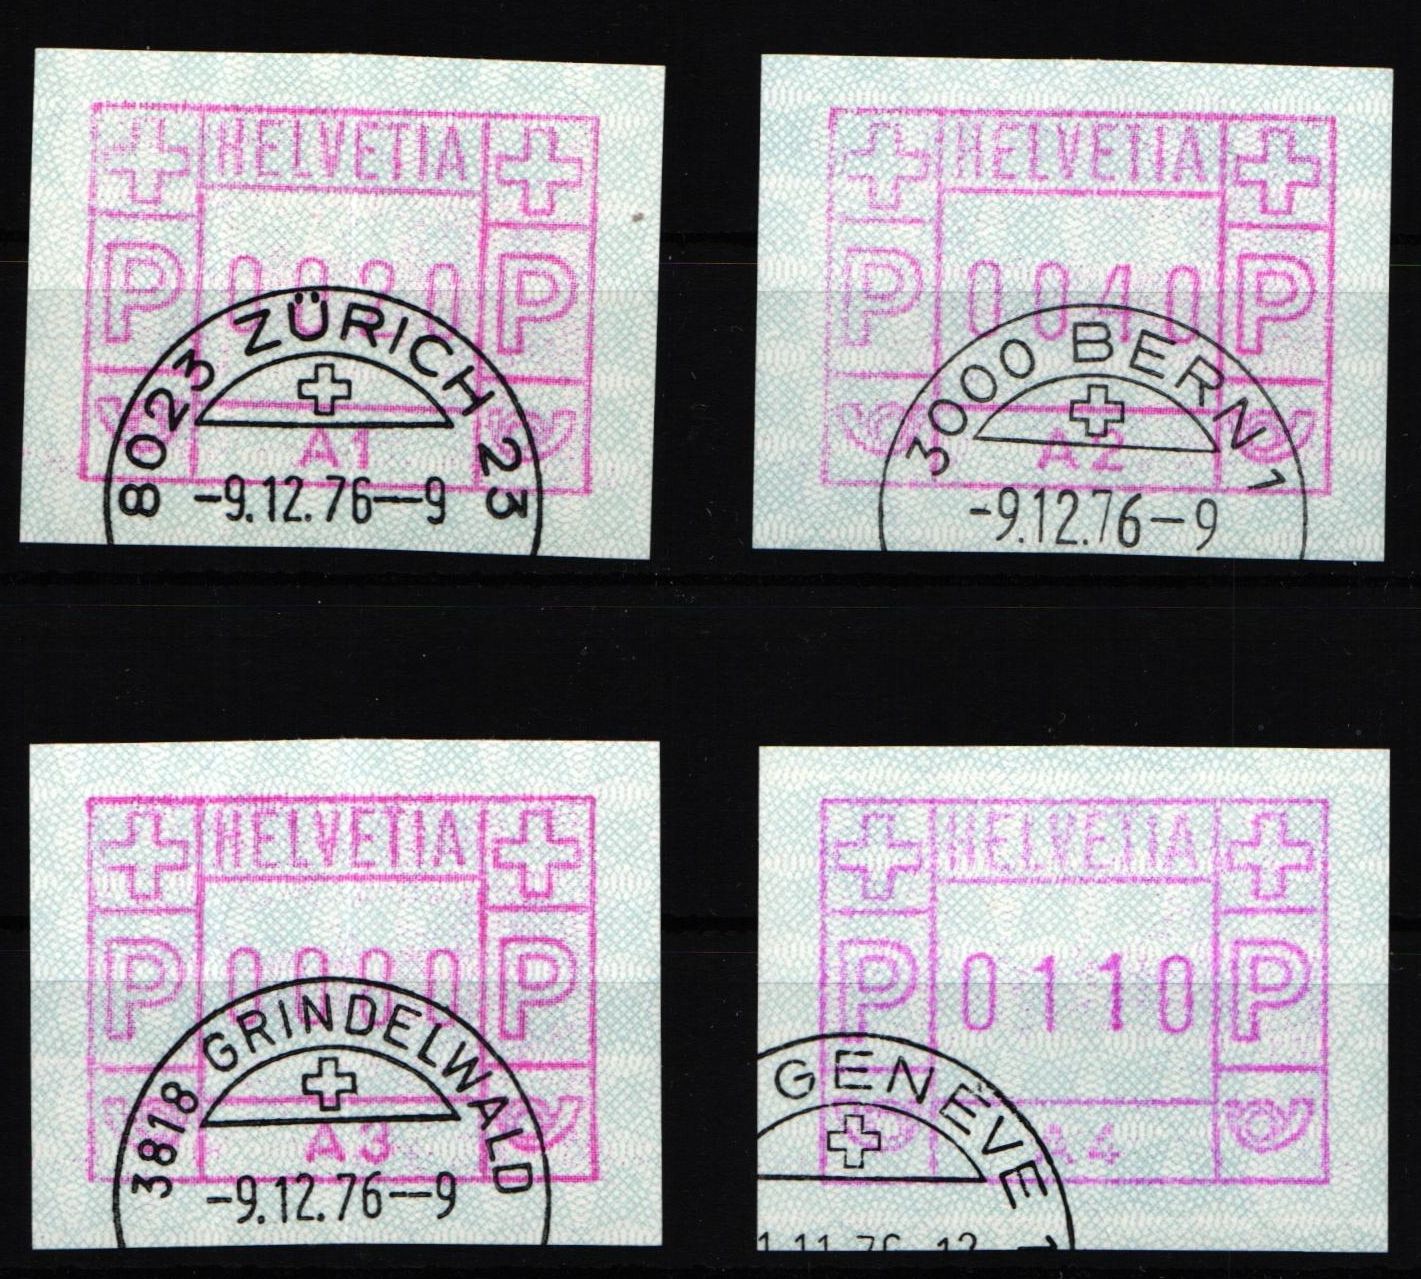 HELVETIA
P P
8023 ZÜRICH 23
A1
-9.12.76—9
HELVETIA
P 0040 P
3000 BERN 1
A2
-9.12.76-9
HELVETIA
P P
3818 GRINDELWALD
A3
-9.12.76—9
HELVETIA
P 0110 P
GENÈVE
A4